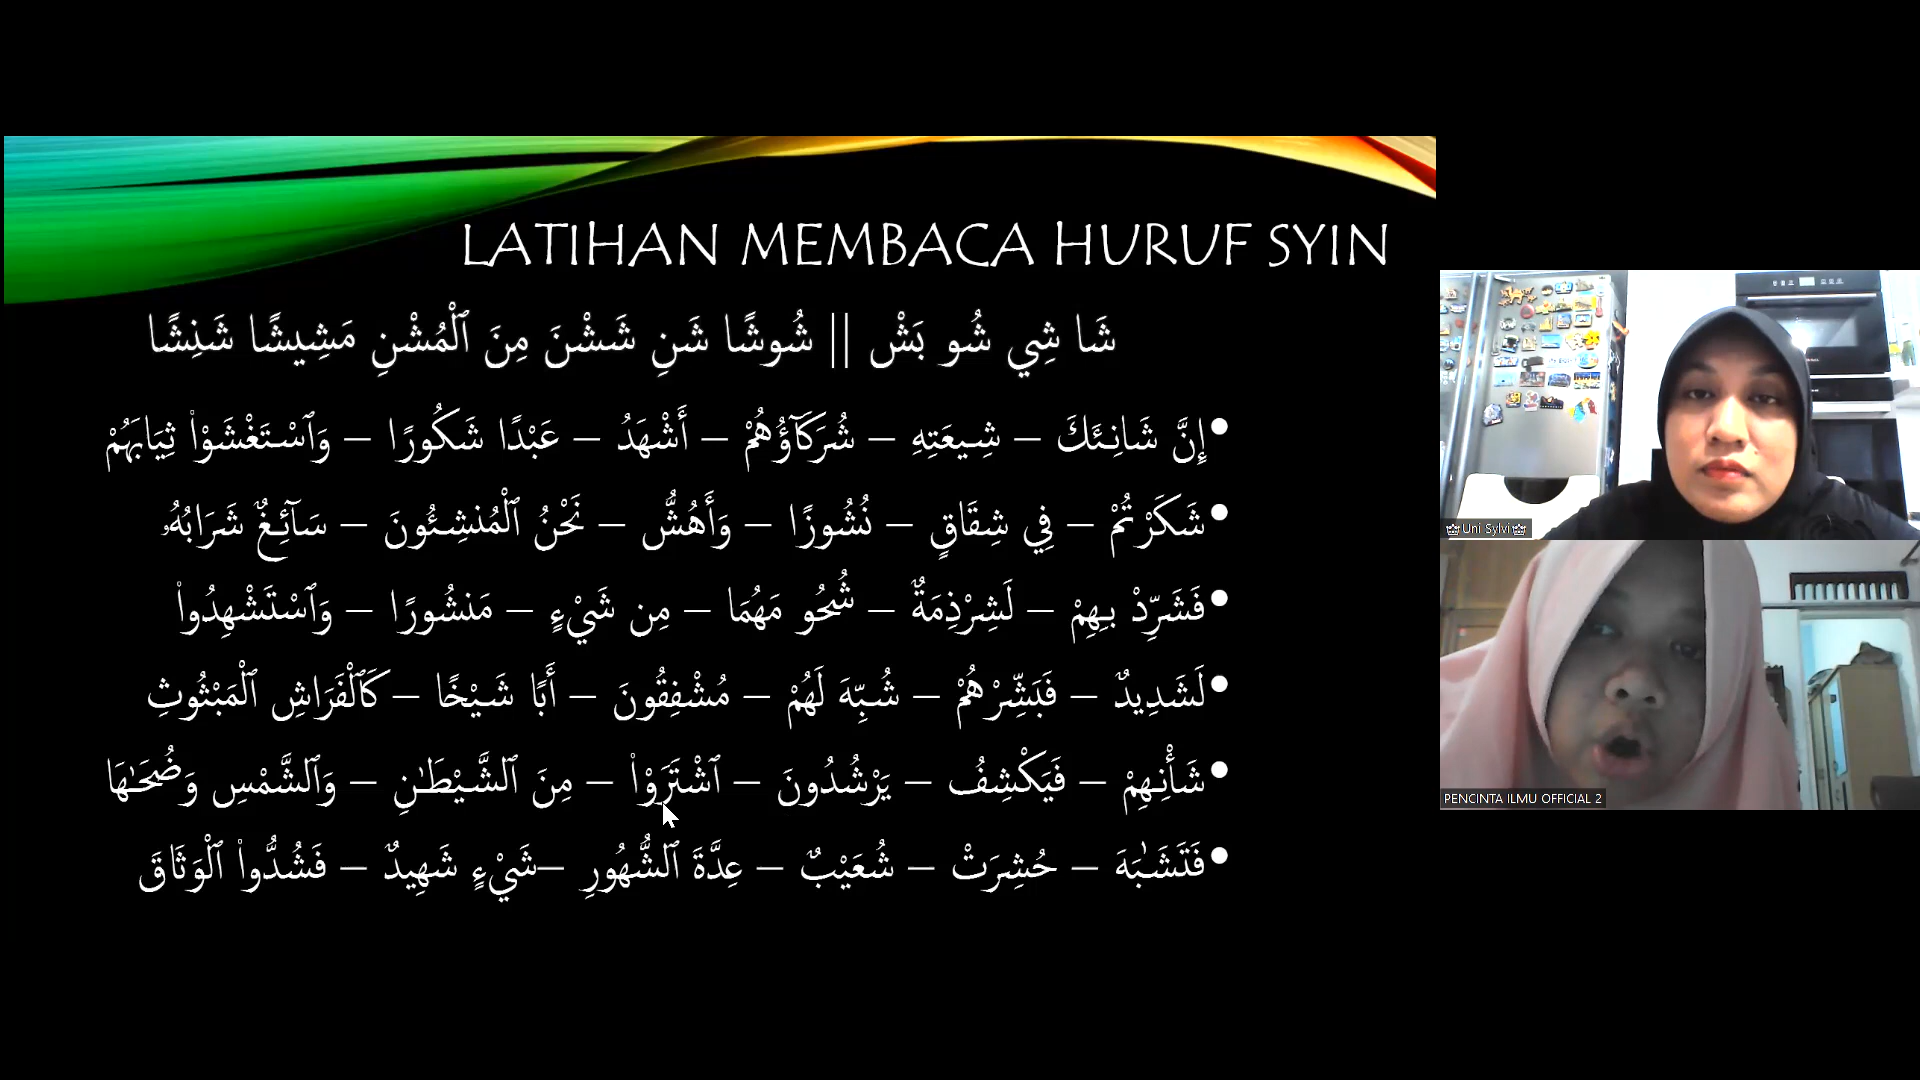 LATIHAN MEMBACA HURUF SYIN
شَا شِي شُو بَشْ || شُوشًا شَنِ شَشْنَ مِنَ ٱلْمُشْنِ مَشِيشًا شَنِشًا
•إِنَّ شَانِئَكَ – شِيعَتِهِ – شُرَكَآؤُهُمْ – أَشْهَدُ – عَبْدًا شَكُورًا – وَٱسْتَغْشَوْا۟ ثِيَابَهُمْ
•شَكَرْتُمْ – فِي شِقَاقٍ – نُشُوزًا – وَأَهُشُّ – نَحْنُ ٱلْمُنشِئُونَ – سَآئِغٌ شَرَابُهُۥ
•فَشَرِّدْ بِهِمْ – لَشِرْذِمَةٌ – شُحُو مَهُمَا – مِن شَيْءٍ – مَنشُورًا – وَٱسْتَشْهِدُوا۟
•لَشَدِيدٌ – فَبَشِّرْهُمْ – شُبِّهَ لَهُمْ – مُشْفِقُونَ – أَبًا شَيْخًا – كَٱلْفَرَاشِ ٱلْمَبْثُوثِ
•شَأْنِهِمْ – فَيَكْشِفُ – يَرْشُدُونَ – ٱشْتَرَوْا۟ – مِنَ ٱلشَّيْطَٰنِ – وَٱلشَّمْسِ وَضُحَىٰهَا
•فَتَشَٰبَهَ – حُشِرَتْ – شُعَيْبٌ – عِدَّةَ ٱلشُّهُورِ –شَيْءٍ شَهِيدٌ – فَشُدُّوا۟ ٱلْوَثَاقَ
Uni Sylvi
PENCINTA ILMU OFFICIAL 2